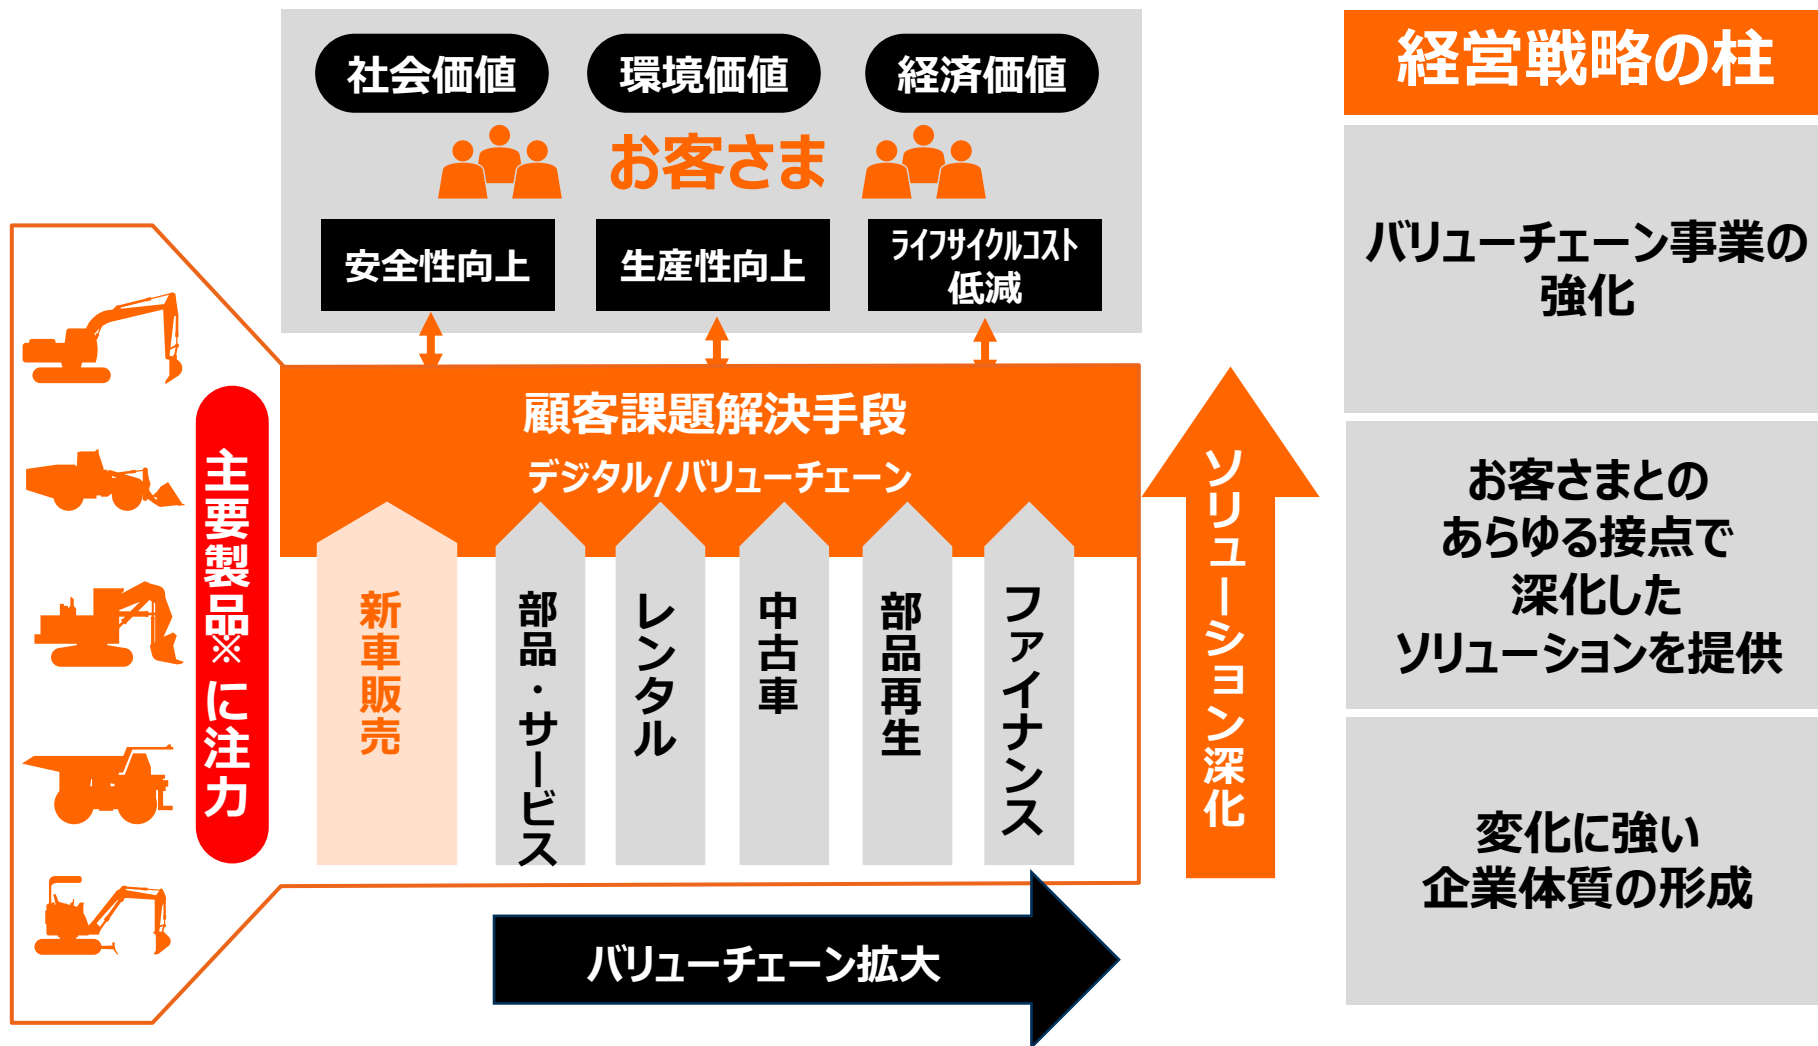 社会価値
環境価値
経済価値
お客さま
安全性向上
生産性向上
ライフサイクルコスト
低減
主要製品※に注力
顧客課題解決手段
デジタル/バリューチェーン
新車販売
部品・サービス
レンタル
中古車
部品再生
ファイナンス
バリューチェーン拡大
ソリューション深化
経営戦略の柱
バリューチェーン事業の
強化
お客さまとの
あらゆる接点で
深化した
ソリューションを提供
変化に強い
企業体質の形成